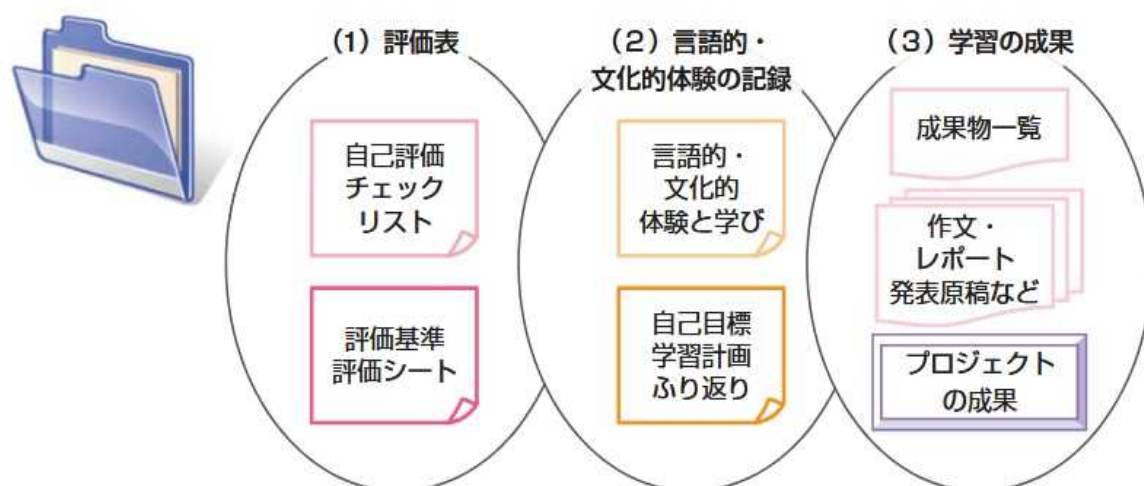 (1) 評価表
自己評価
チェック
リスト
評価基準
評価シート
(2) 言語的・
文化的体験の記録
言語的・
文化的
体験と学び
自己目標
学習計画
ふり返り
(3) 学習の成果
成果物一覧
作文・
レポート
発表原稿など
プロジェクト
の成果